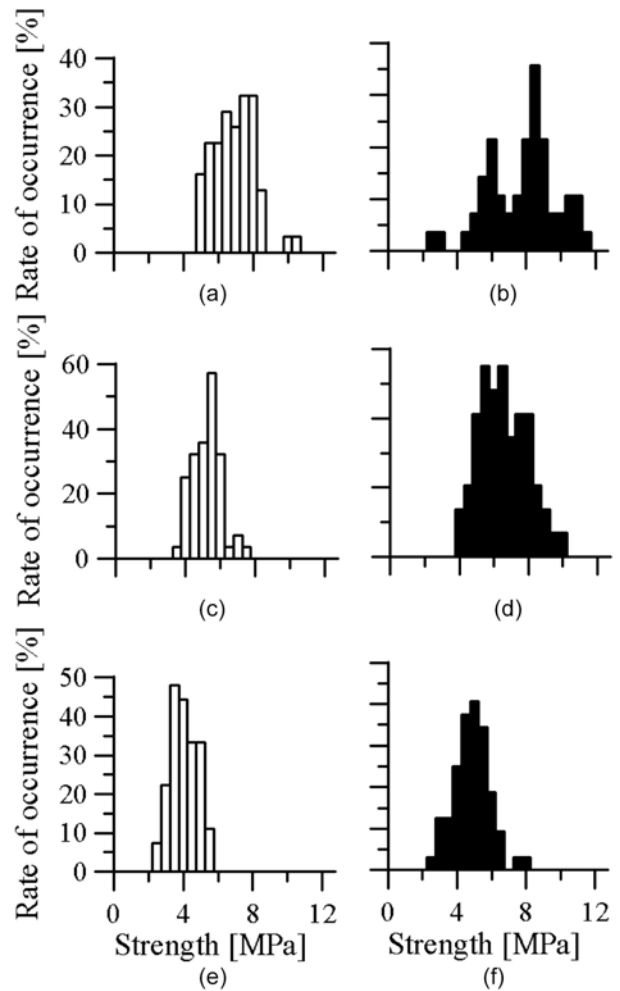 Rate of occurrence [%]
40
30
20
10
0
(a)
(b)
Rate of occurrence [%]
60
40
20
0
(c)
(d)
Rate of occurrence [%]
50
40
30
20
10
0
0 4 8 12
Strength [MPa]
(e)
0 4 8 12
Strength [MPa]
(f)